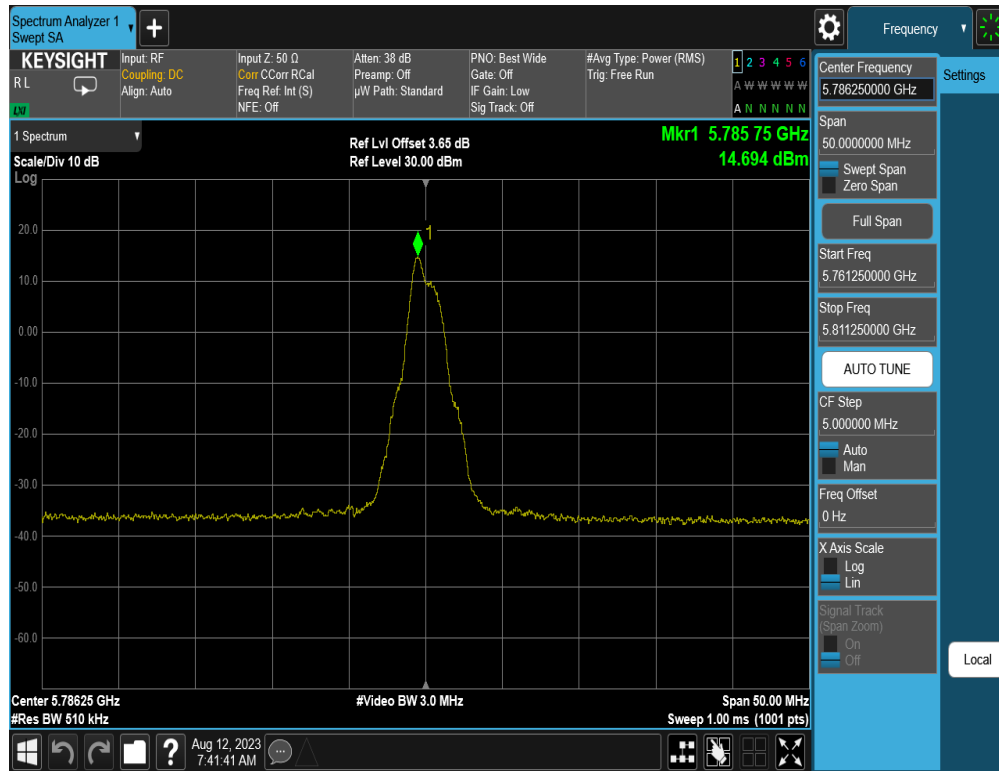 Spectrum Analyzer 1
Swept SA
+
Frequency
KEYSIGHT
Input: RF
Input Z: 50 Ω
Atten: 38 dB
PNO: Best Wide
#Avg Type: Power (RMS)
1 2 3 4 5 6
R L
Coupling: DC
Corr CCorr RCal
Preamp: Off
Gate: Off
Trig: Free Run
A W W W W W
Align: Auto
Freq Ref: Int (S)
µW Path: Standard
IF Gain: Low
NFE: Off
Sig Track: Off
A N N N N N
LXI
1 Spectrum
Ref Lvl Offset 3.65 dB
Mkr1 5.785 75 GHz
Scale/Div 10 dB
Ref Level 30.00 dBm
14.694 dBm
Log
20.0
1
10.0
0.00
-10.0
-20.0
-30.0
-40.0
-50.0
-60.0
Center 5.78625 GHz
#Video BW 3.0 MHz
Span 50.00 MHz
#Res BW 510 kHz
Sweep 1.00 ms (1001 pts)
Center Frequency
5.786250000 GHz
Settings
Span
50.0000000 MHz
Swept Span
Zero Span
Full Span
Start Freq
5.761250000 GHz
Stop Freq
5.811250000 GHz
AUTO TUNE
CF Step
5.000000 MHz
Auto
Man
Freq Offset
0 Hz
X Axis Scale
Log
Lin
Signal Track
(Span Zoom)
On
Off
Local
?
Aug 12, 2023
7:41:41 AM